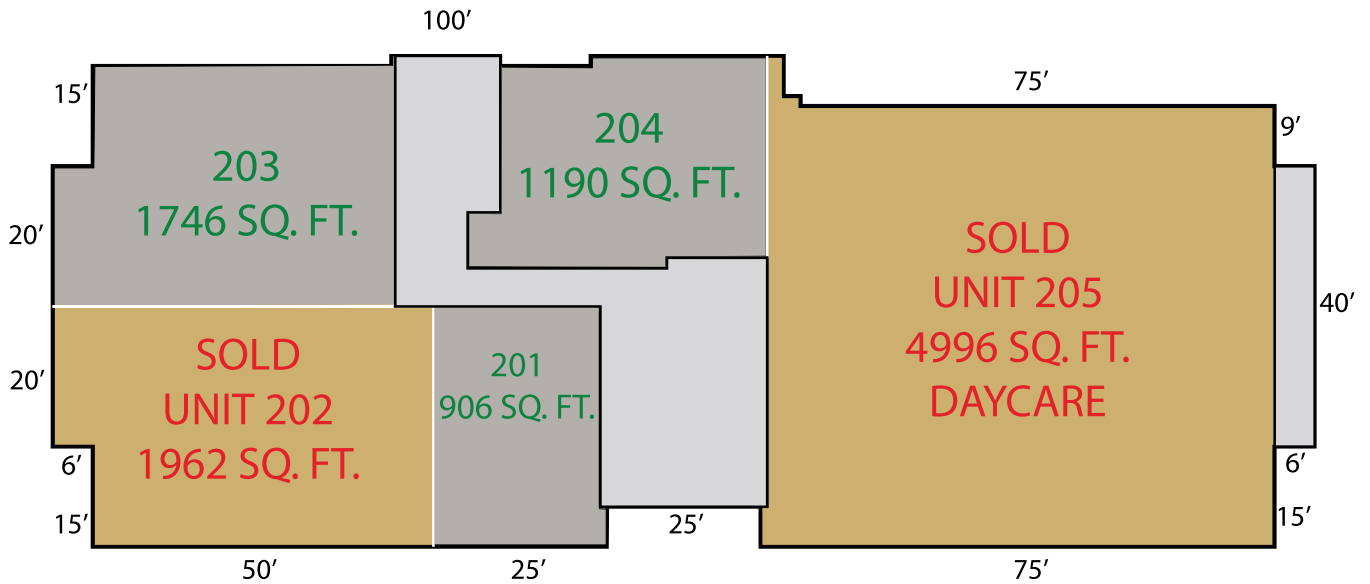 100’
15’
75’
9’
203
1746 SQ. FT.
204
1190 SQ. FT.
20’
SOLD
UNIT 205
4996 SQ. FT.
DAYCARE
40’
20’
SOLD
UNIT 202
1962 SQ. FT.
201
906 SQ. FT.
6’
6’
15’
25’
15’
50’
25’
75’